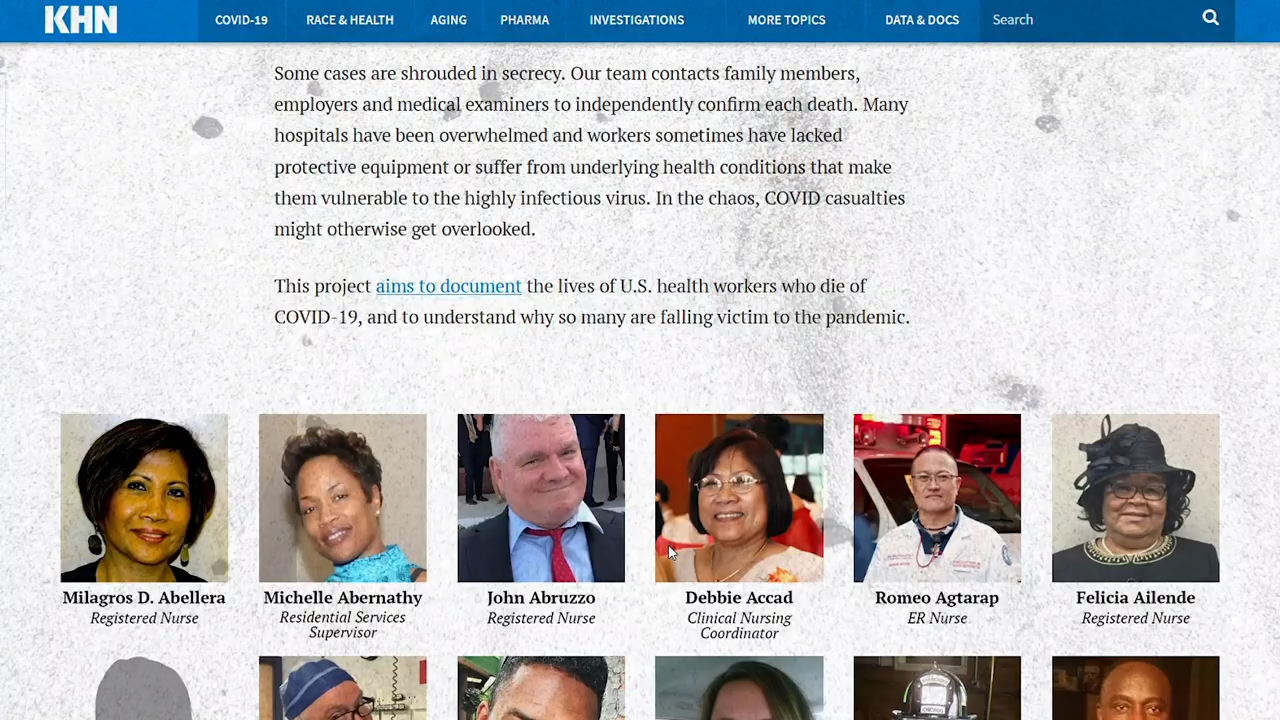 KHN COVID-19 RACE & HEALTH AGING PHARMA INVESTIGATIONS MORE TOPICS DATA & DOCS Search
Some cases are shrouded in secrecy. Our team contacts family members,
employers and medical examiners to independently confirm each death. Many
hospitals have been overwhelmed and workers sometimes have lacked
protective equipment or suffer from underlying health conditions that make
them vulnerable to the highly infectious virus. In the chaos, COVID casualties
might otherwise get overlooked.
This project aims to document the lives of U.S. health workers who die of
COVID-19, and to understand why so many are falling victim to the pandemic.
Milagros D. Abellera
Registered Nurse
Michelle Abernathy
Residential Services
Supervisor
John Abruzzo
Registered Nurse
Debbie Accad
Clinical Nursing
Coordinator
Romeo Agtarap
ER Nurse
Felicia Ailende
Registered Nurse